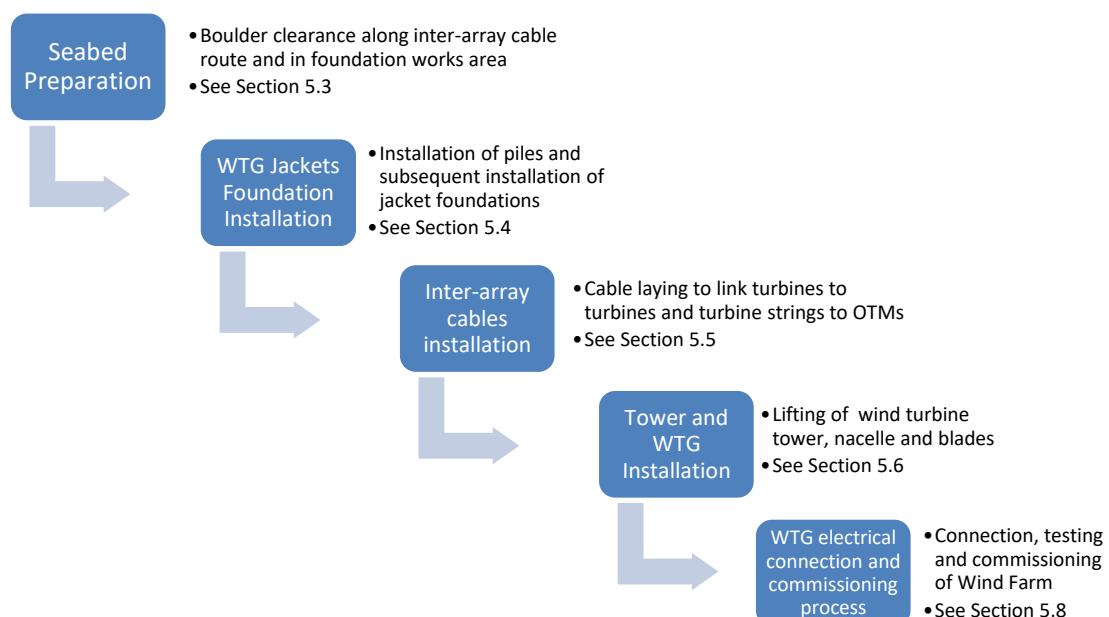 Seabed
Preparation
•Boulder clearance along inter-array cable
route and in foundation works area
•See Section 5.3
WTG Jackets
Foundation
Installation
•Installation of piles and
subsequent installation of
jacket foundations
•See Section 5.4
Inter-array
cables
installation
•Cable laying to link turbines to
turbines and turbine strings to OTMs
•See Section 5.5
Tower and
WTG
Installation
•Lifting of wind turbine
tower, nacelle and blades
•See Section 5.6
WTG electrical
connection and
commissioning
process
•Connection, testing
and commissioning
of Wind Farm
•See Section 5.8